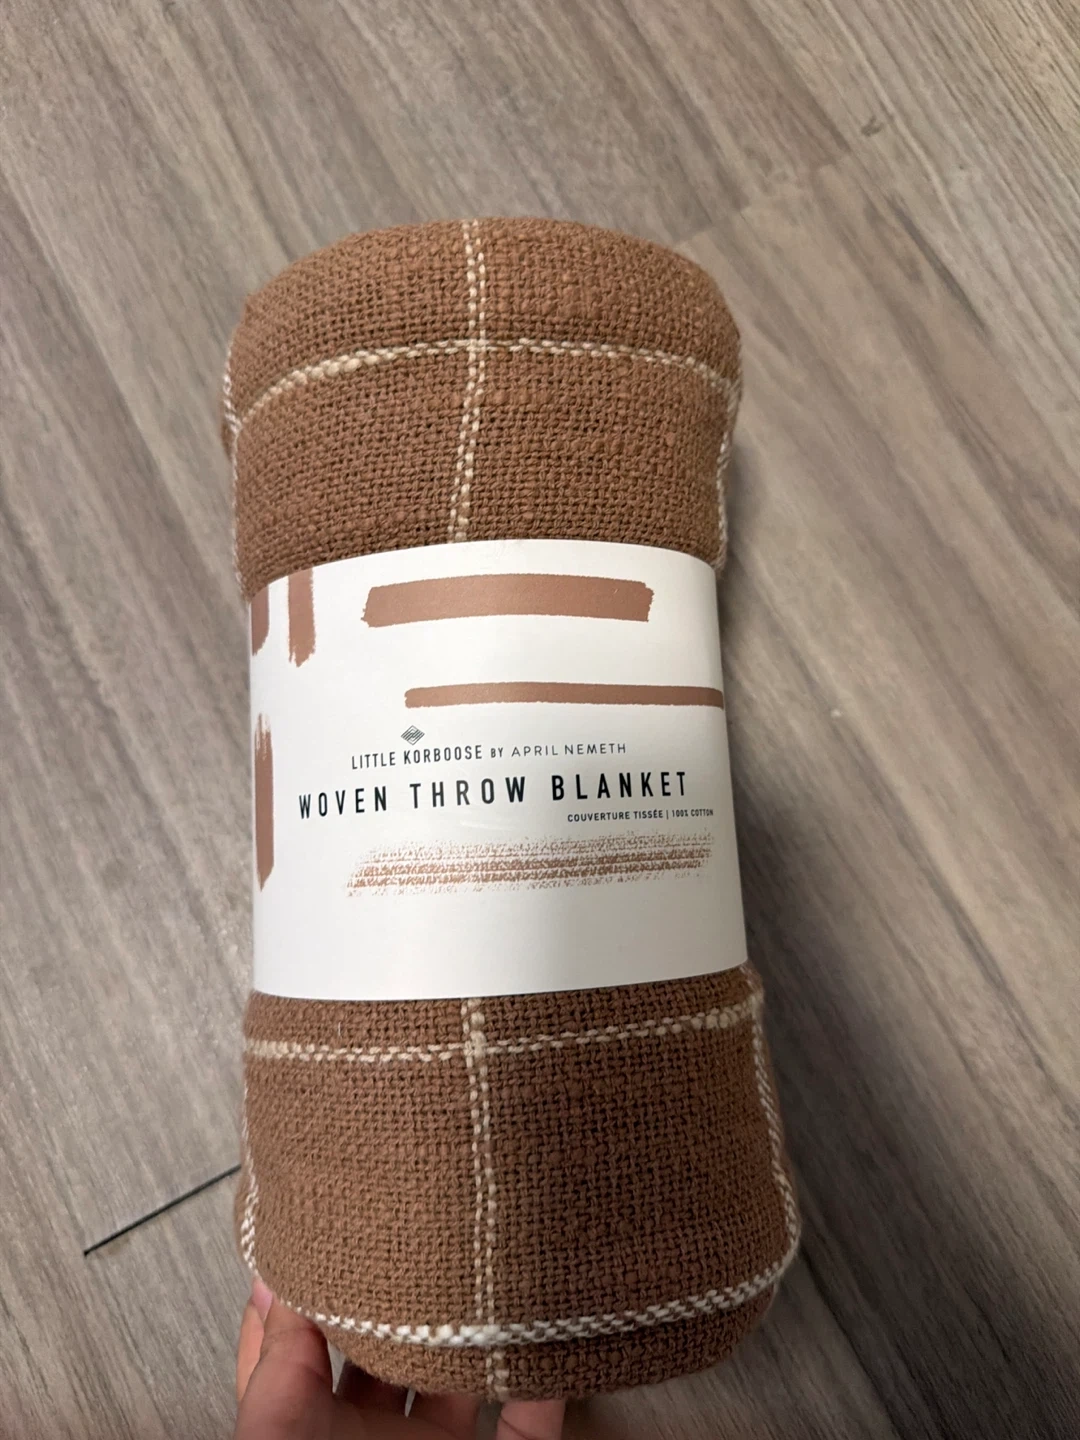 LITTLE KORBOOSE BY APRIL NEMETH
WOVEN THROW BLANKET
COUVERTURE TISSÉE | 100% COTTON